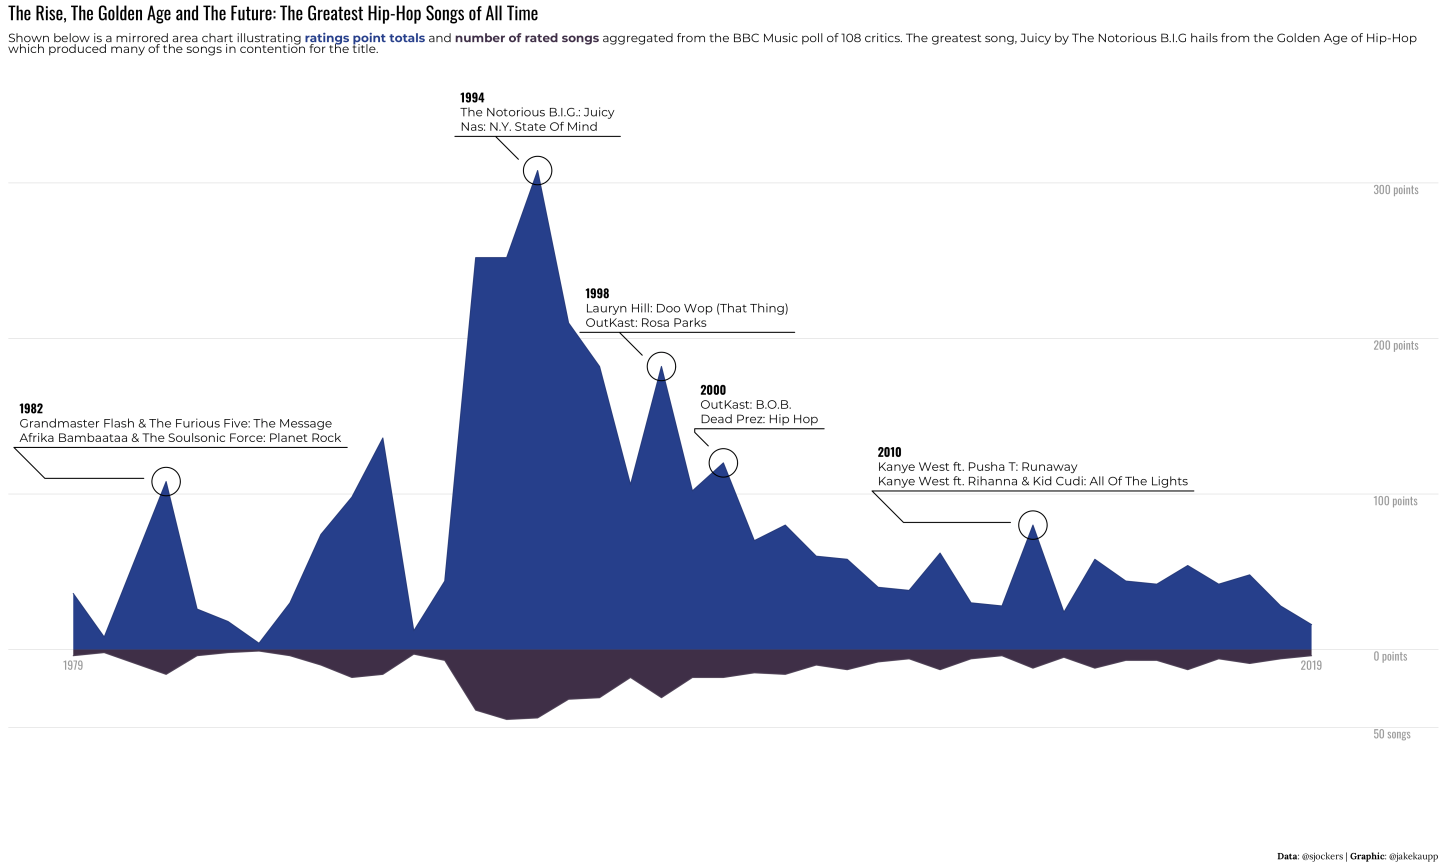 The Rise, The Golden Age and The Future: The Greatest Hip-Hop Songs of All Time
Shown below is a mirrored area chart illustrating ratings point totals and number of rated songs aggregated from the BBC Music poll of 108 critics. The greatest song, Juicy by The Notorious B.I.G hails from the Golden Age of Hip-Hop
which produced many of the songs in contention for the title.
1994
The Notorious B.I.G.: Juicy
Nas: N.Y. State Of Mind
300 points
1998
Lauryn Hill: Doo Wop (That Thing)
OutKast: Rosa Parks
200 points
2000
OutKast: B.O.B.
Dead Prez: Hip Hop
1982
Grandmaster Flash & The Furious Five: The Message
Afrika Bambaataa & The Soulsonic Force: Planet Rock
2010
Kanye West ft. Pusha T: Runaway
Kanye West ft. Rihanna & Kid Cudi: All Of The Lights
100 points
0 points
1979
2019
50 songs
Data: @sjockers | Graphic: @jakekaupp